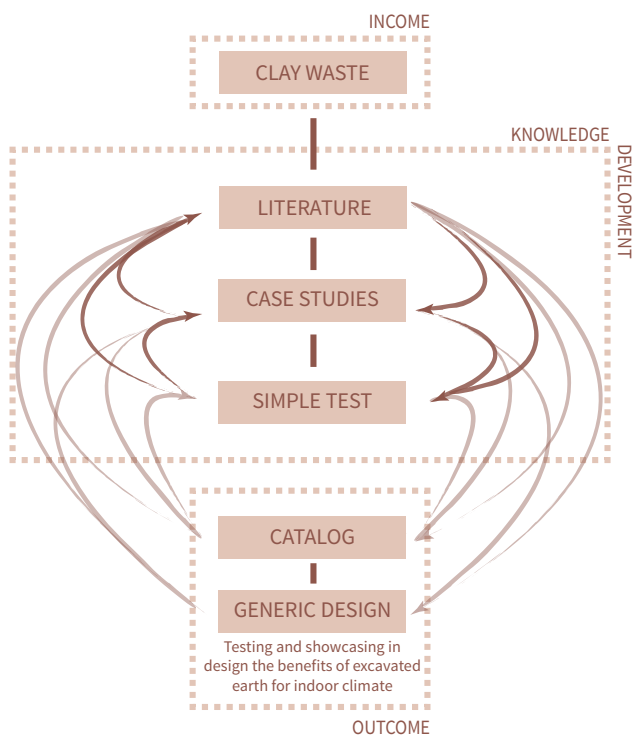 INCOME
CLAY WASTE
KNOWLEDGE
DEVELOPMENT
LITERATURE
CASE STUDIES
SIMPLE TEST
CATALOG
GENERIC DESIGN
Testing and showcasing in
design the benefits of excavated
earth for indoor climate
OUTCOME